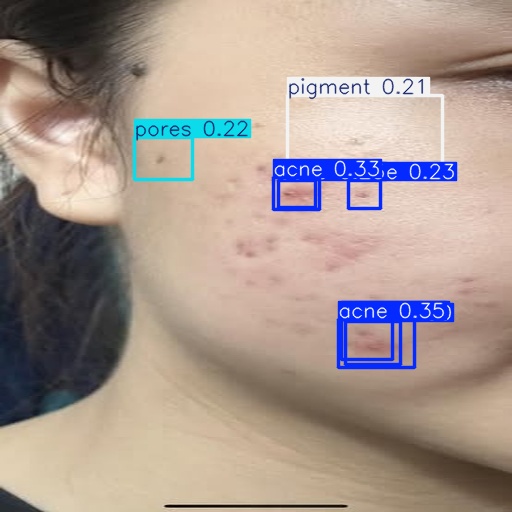 pigment 0.21
pores 0.22
acne 0.33
0.23
acne 0.35)